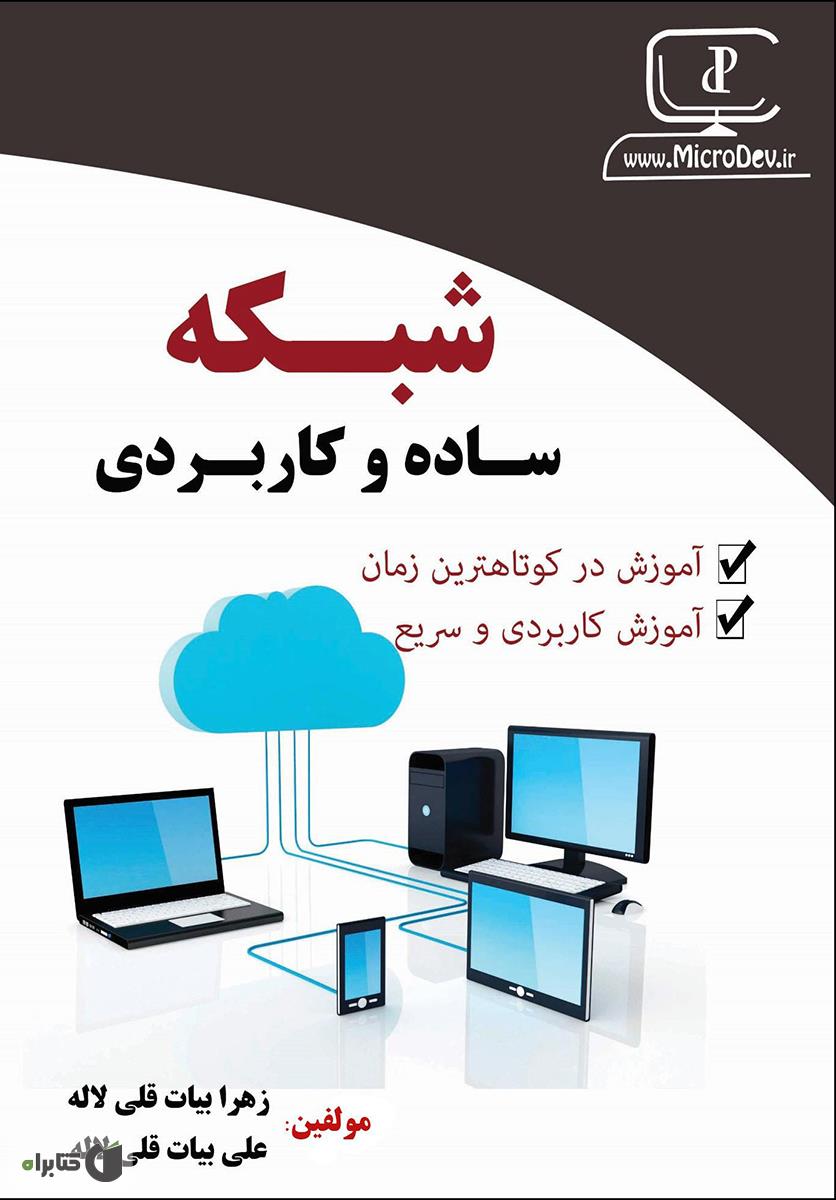 www.MicroDev.ir
شبکه
ساده و کاربردی
آموزش در کوتاهترین زمان
آموزش کاربردی و سریع
مولفین:
زهرا بیات قلی لاله
علی بیات قلی لاله
کتابراه